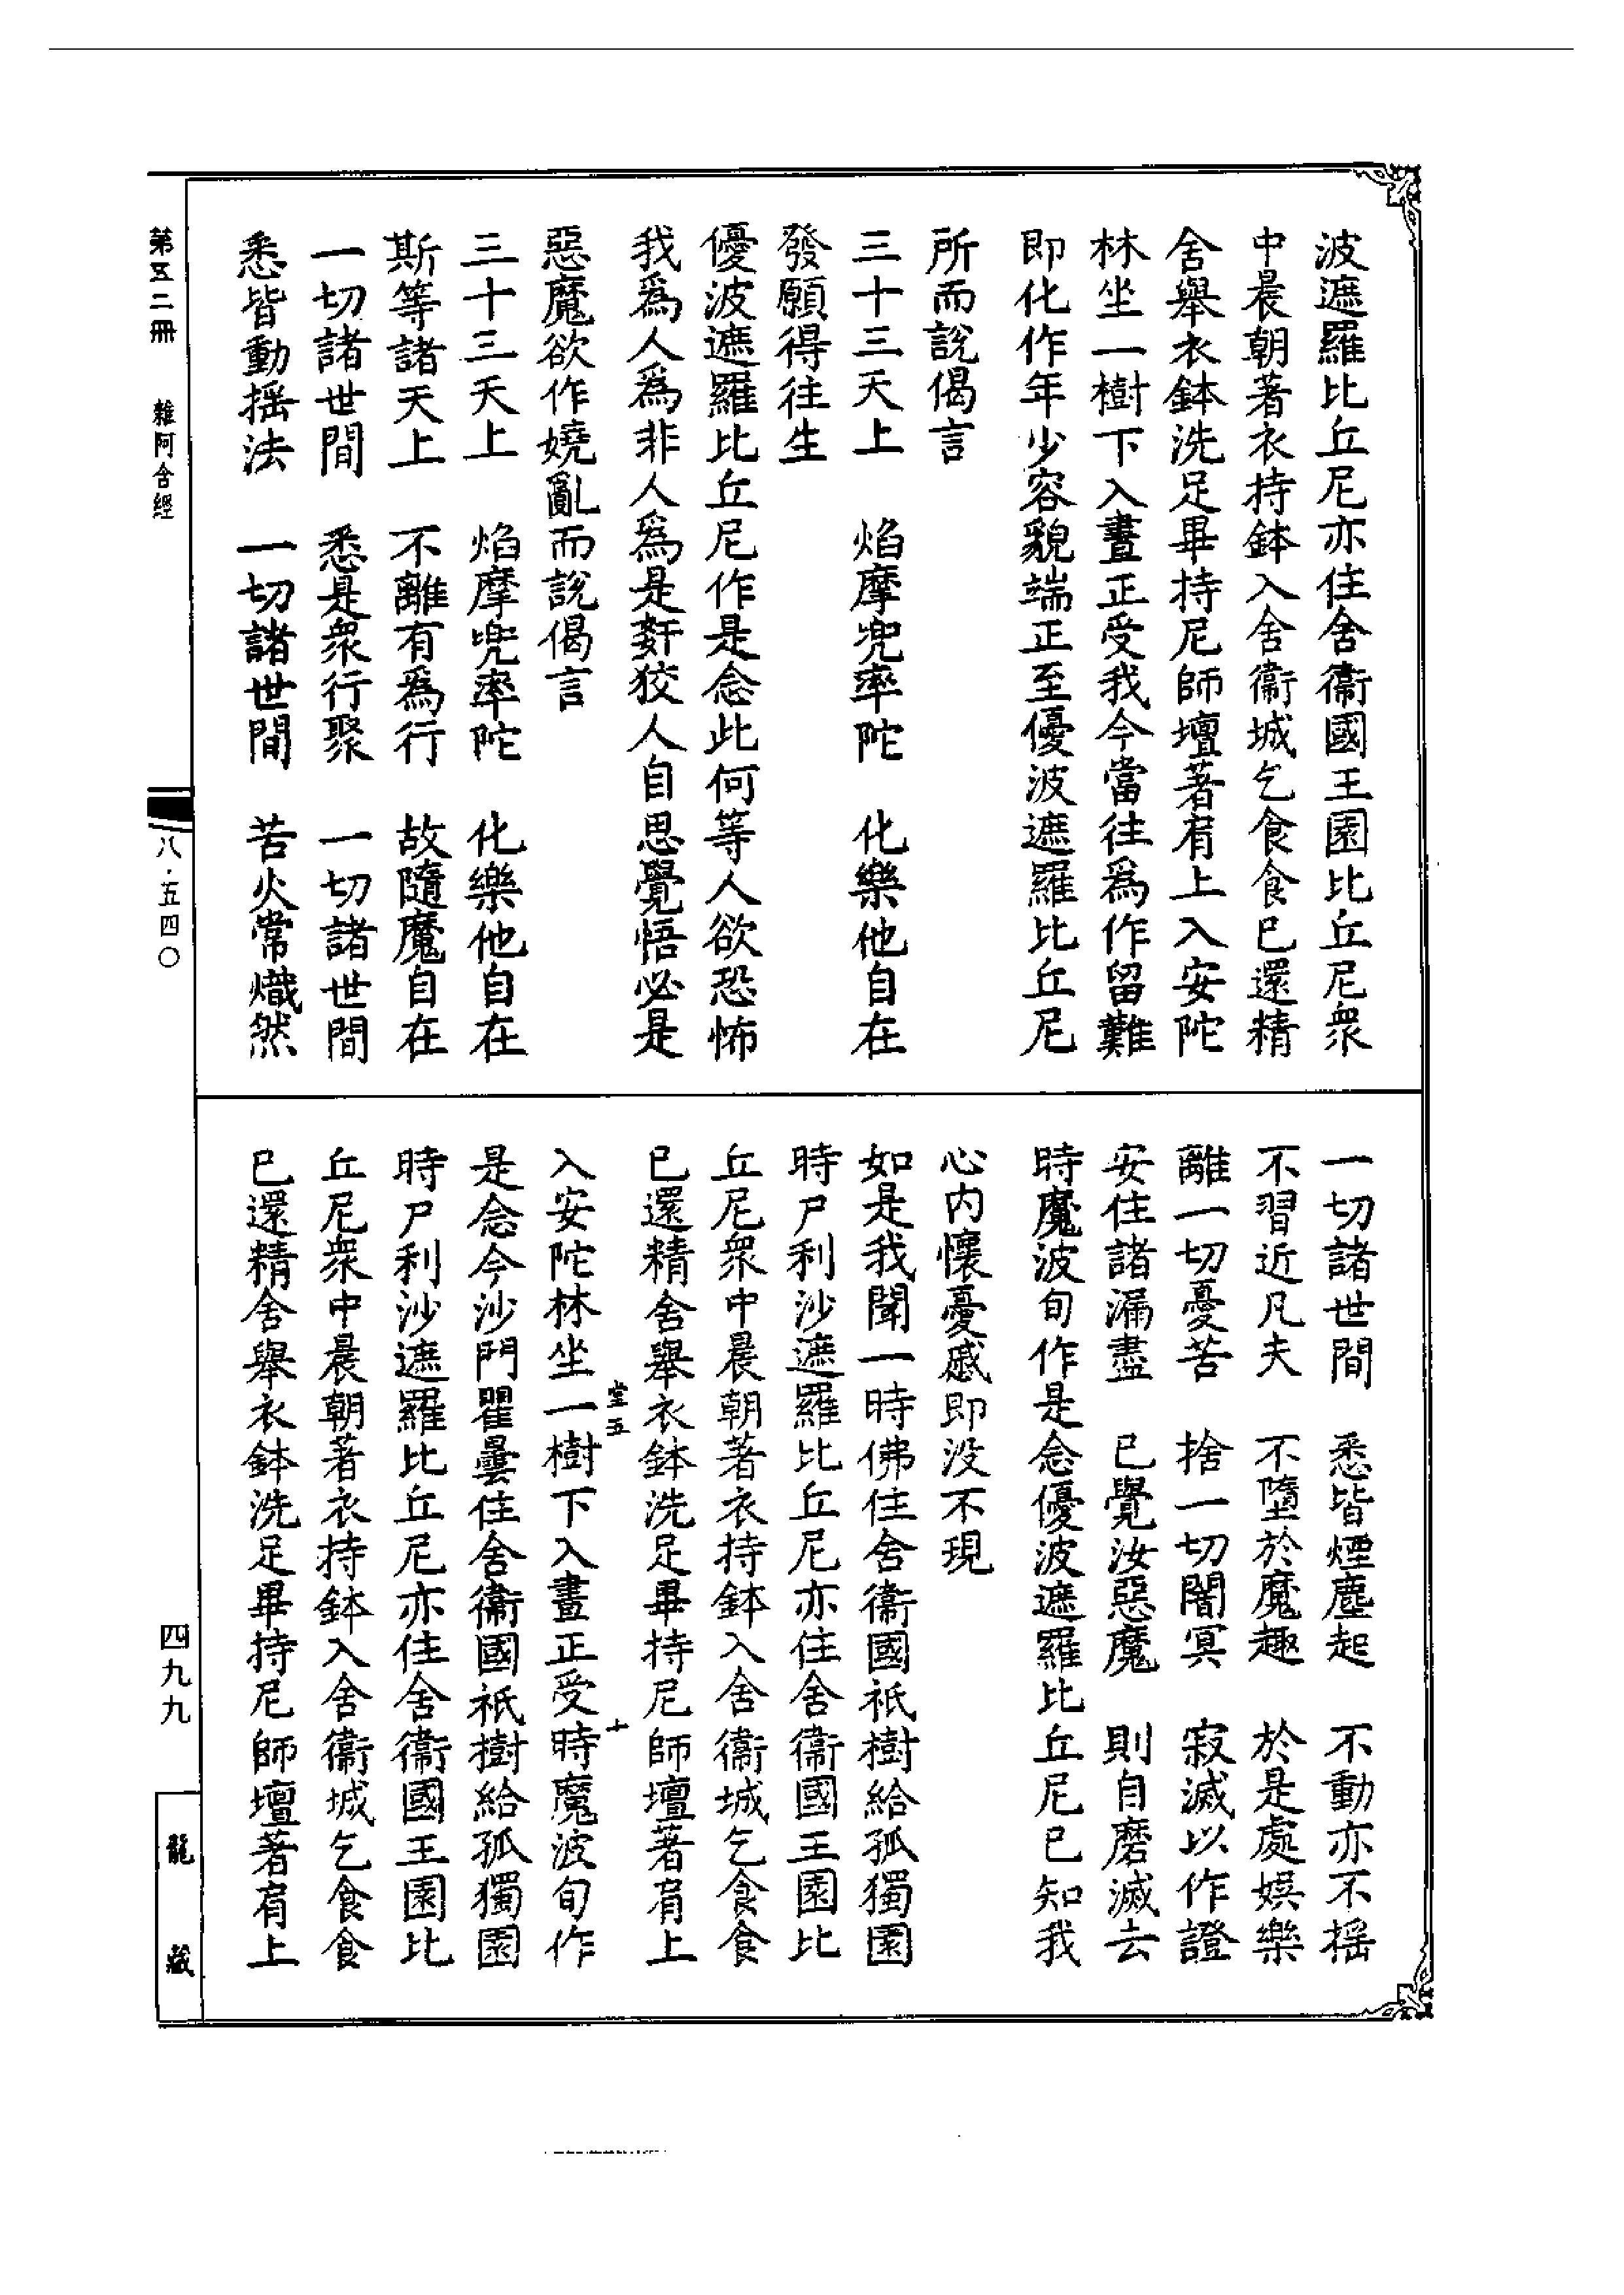 波遮羅比丘尼亦住舍衞國王園比丘尼衆
中晨朝著衣持鉢入舍衞城乞食食已還精
舍舉衣鉢洗足畢持尼師壇著肩上入安陀
林坐一樹下入晝正受我今當往爲作留難
即化作年少容貌端正至優波遮羅比丘尼
所而說偈言
三十三天上　焰摩兜率陀　化樂他自在
發願得往生
優波遮羅比丘尼作是念此何等人欲恐怖
我爲人爲非人爲是姧狡人自思覺悟必是
惡魔欲作嬈亂而說偈言
三十三天上　焰摩兜率陀　化樂他自在
斯等諸天上　不離有爲行　故隨魔自在
一切諸世間　悉是衆行聚　一切諸世間
悉皆動搖法　一切諸世間　苦火常熾然
一切諸世間　悉皆煙塵起　不動亦不搖
不習近凡夫　不墮於魔趣　於是處娛樂
離一切憂苦　捨一切闇冥　寂滅以作證
安住諸漏盡　已覺汝惡魔　則自磨滅去
時魔波旬作是念優波遮羅比丘尼已知我
心內懷憂慼即没不現
如是我聞一時佛住舍衞國祇樹給孤獨園
時尸利沙遮羅比丘尼亦住舍衞國王園比
丘尼衆中晨朝著衣持鉢入舍衞城乞食食
已還精舍舉衣鉢洗足畢持尼師壇著肩上
堂五　十
入安陀林坐一樹下入晝正受時魔波旬作
是念今沙門瞿曇住舍衞國祇樹給孤獨園
時尸利沙遮羅比丘尼亦住舍衞國王園比
丘尼衆中晨朝著衣持鉢入舍衞城乞食食
已還精舍舉衣鉢洗足畢持尼師壇著肩上
第五二冊　雜阿含經
八·五四〇
四九九
龍藏